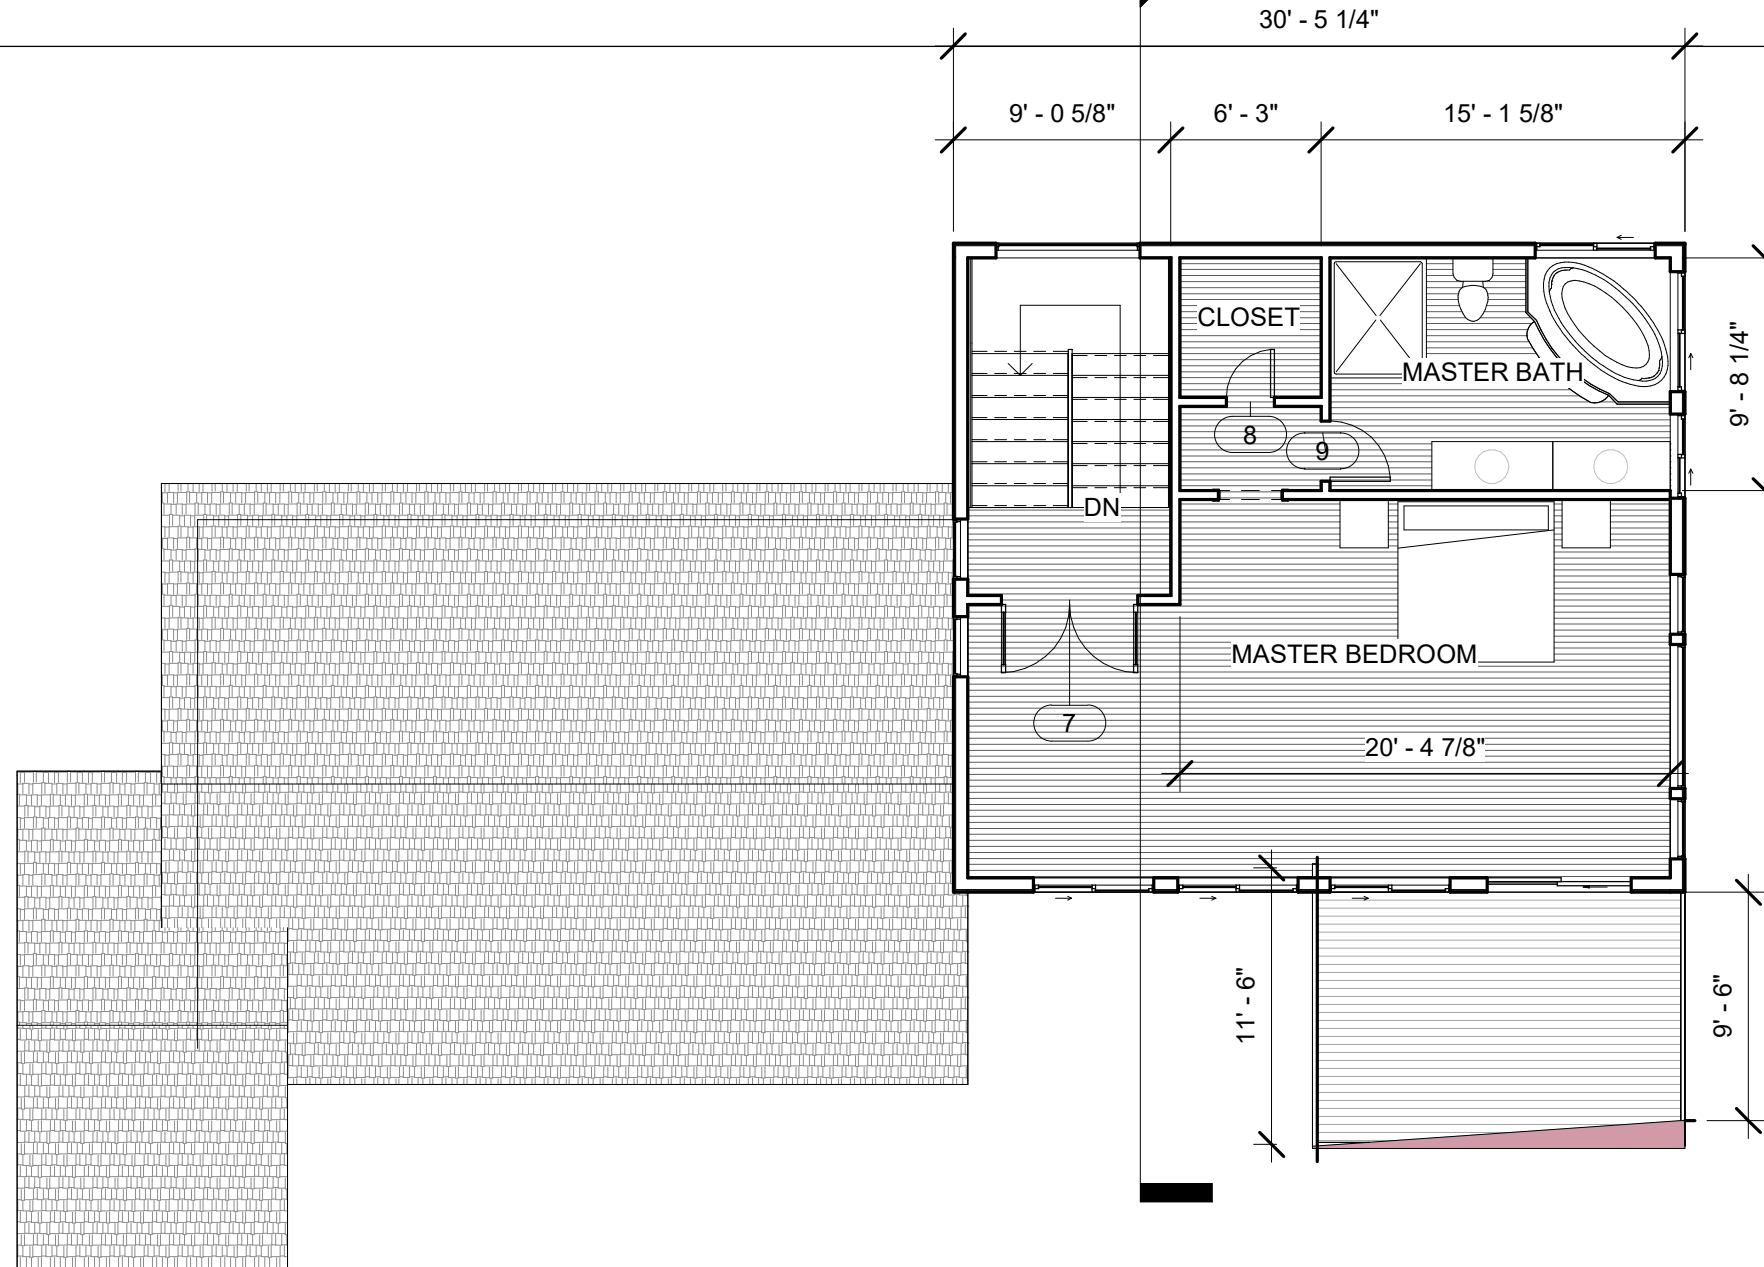 30' - 5 1/4"
9' - 0 5/8"
6' - 3"
15' - 1 5/8"
CLOSET
MASTER BATH
9' - 8 1/4"
8
9
DN
MASTER BEDROOM
7
20' - 4 7/8"
11' - 6"
9' - 6"